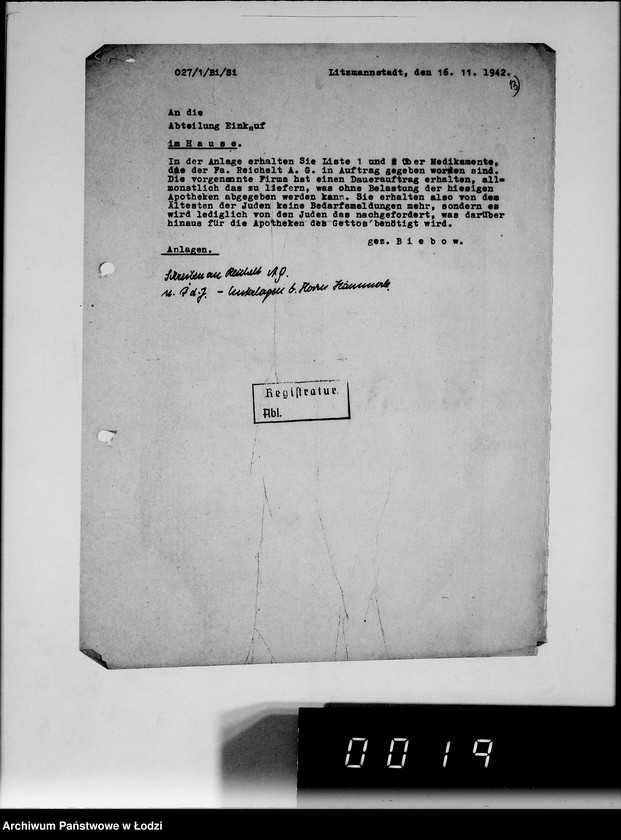 027/1/Bi/Si Litzmannstadt, den 16. 11. 1942.
13)
An die
Abteilung Einkauf
im Hause.
In der Anlage erhalten Sie Liste 1 und 2 über Medikamente,
die der Fa. Reichelt A. G. in Auftrag gegeben worden sind.
Die vorgenannte Firma hat einen Dauerauftrag erhalten, all=
monatlich das zu liefern, was ohne Belastung der hiesigen
Apotheken abgegeben werden kann. Sie erhalten also von dem
Ältesten der Juden keine Bedarfsmeldungen mehr, sondern es
wird lediglich von den Juden das nachgefordert, was darüber
hinaus für die Apotheken des Gettos benötigt wird.
gez. Biebow.
Anlagen.
Schreiben an Reichelt A.G.
u. Ä.d.J. – Unterlagen b. Herrn Hämmerle
Registratur.
Abl.
0019
Archiwum Państwowe w Łodzi